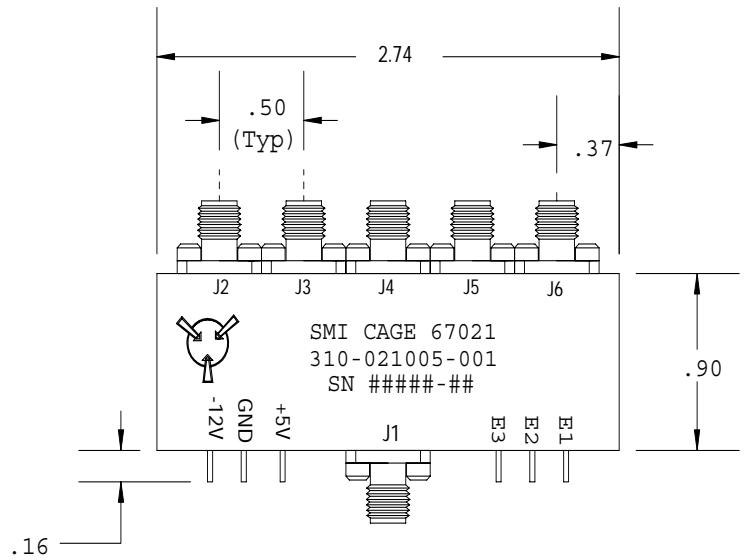 2.74
.50
(Typ)
.37
J2 J3 J4 J5 J6
SMI CAGE 67021
310-021005-001
SN #####-##
.90
-12V GND +5V J1 E3 E2 E1
.16